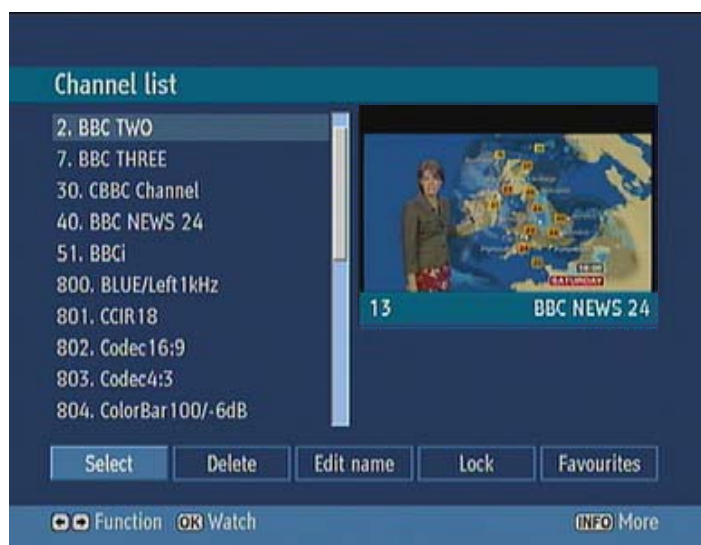 Channel list
2. BBC TWO
7. BBC THREE
30. CBBC Channel
40. BBC NEWS 24
51. BBCi
800. BLUE/Left1kHz
801. CCIR18
802. Codec16:9
803. Codec4:3
804. ColorBar100/-6dB
SATURDAY
13 BBC NEWS 24
Select Delete Edit name Lock Favourites
Function OK Watch INFO More